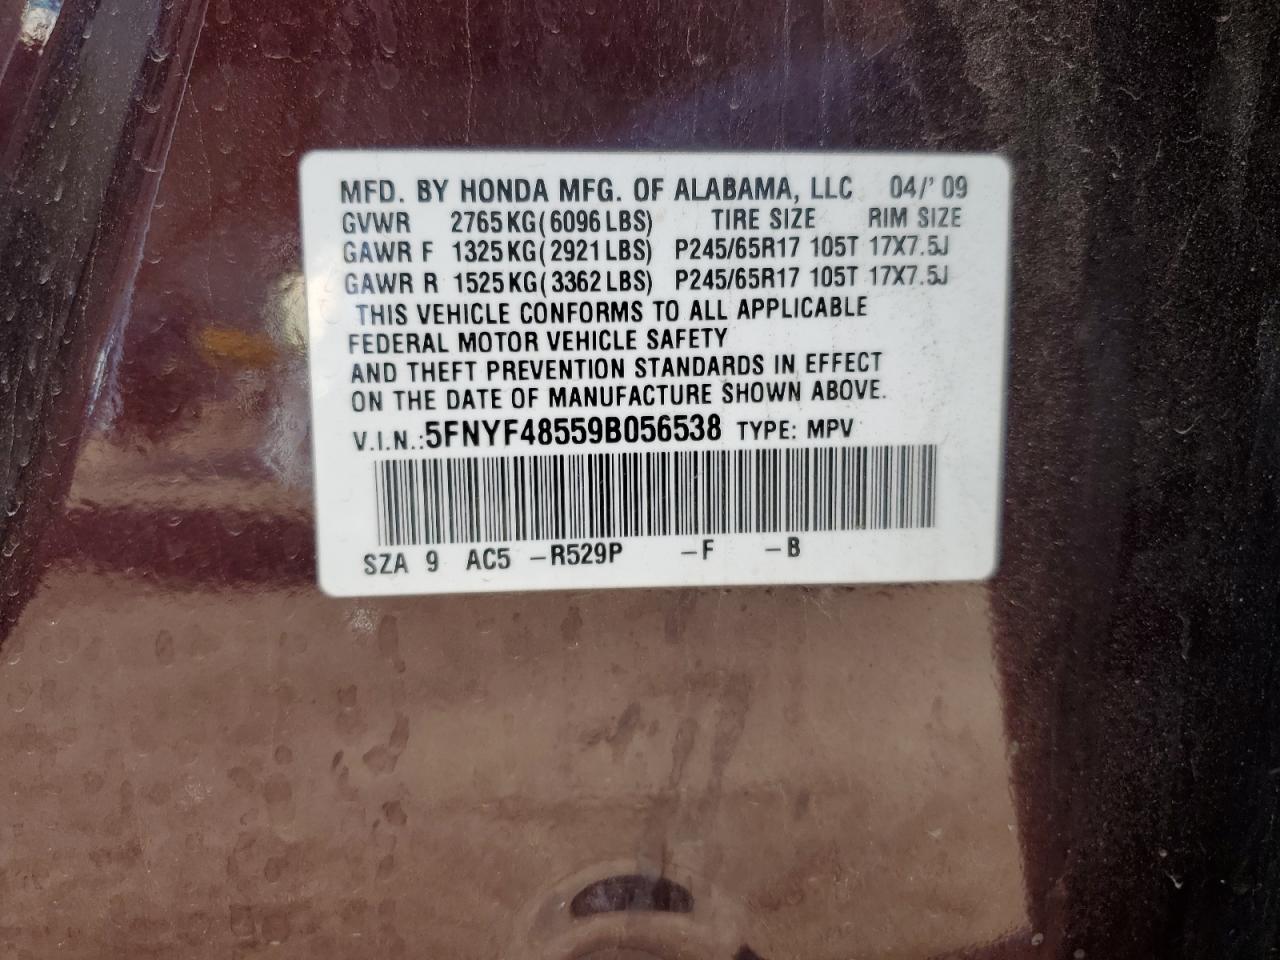 MFD. BY HONDA MFG. OF ALABAMA, LLC 04/'09
GVWR 2765KG(6096LBS) TIRE SIZE RIM SIZE
GAWR F 1325KG(2921LBS) P245/65R17 105T 17X7.5J
GAWR R 1525KG(3362LBS) P245/65R17 105T 17X7.5J
THIS VEHICLE CONFORMS TO ALL APPLICABLE
FEDERAL MOTOR VEHICLE SAFETY
AND THEFT PREVENTION STANDARDS IN EFFECT
ON THE DATE OF MANUFACTURE SHOWN ABOVE.
V.I.N.:5FNYF48559B056538 TYPE: MPV
SZA 9 AC5 -R529P -F -B